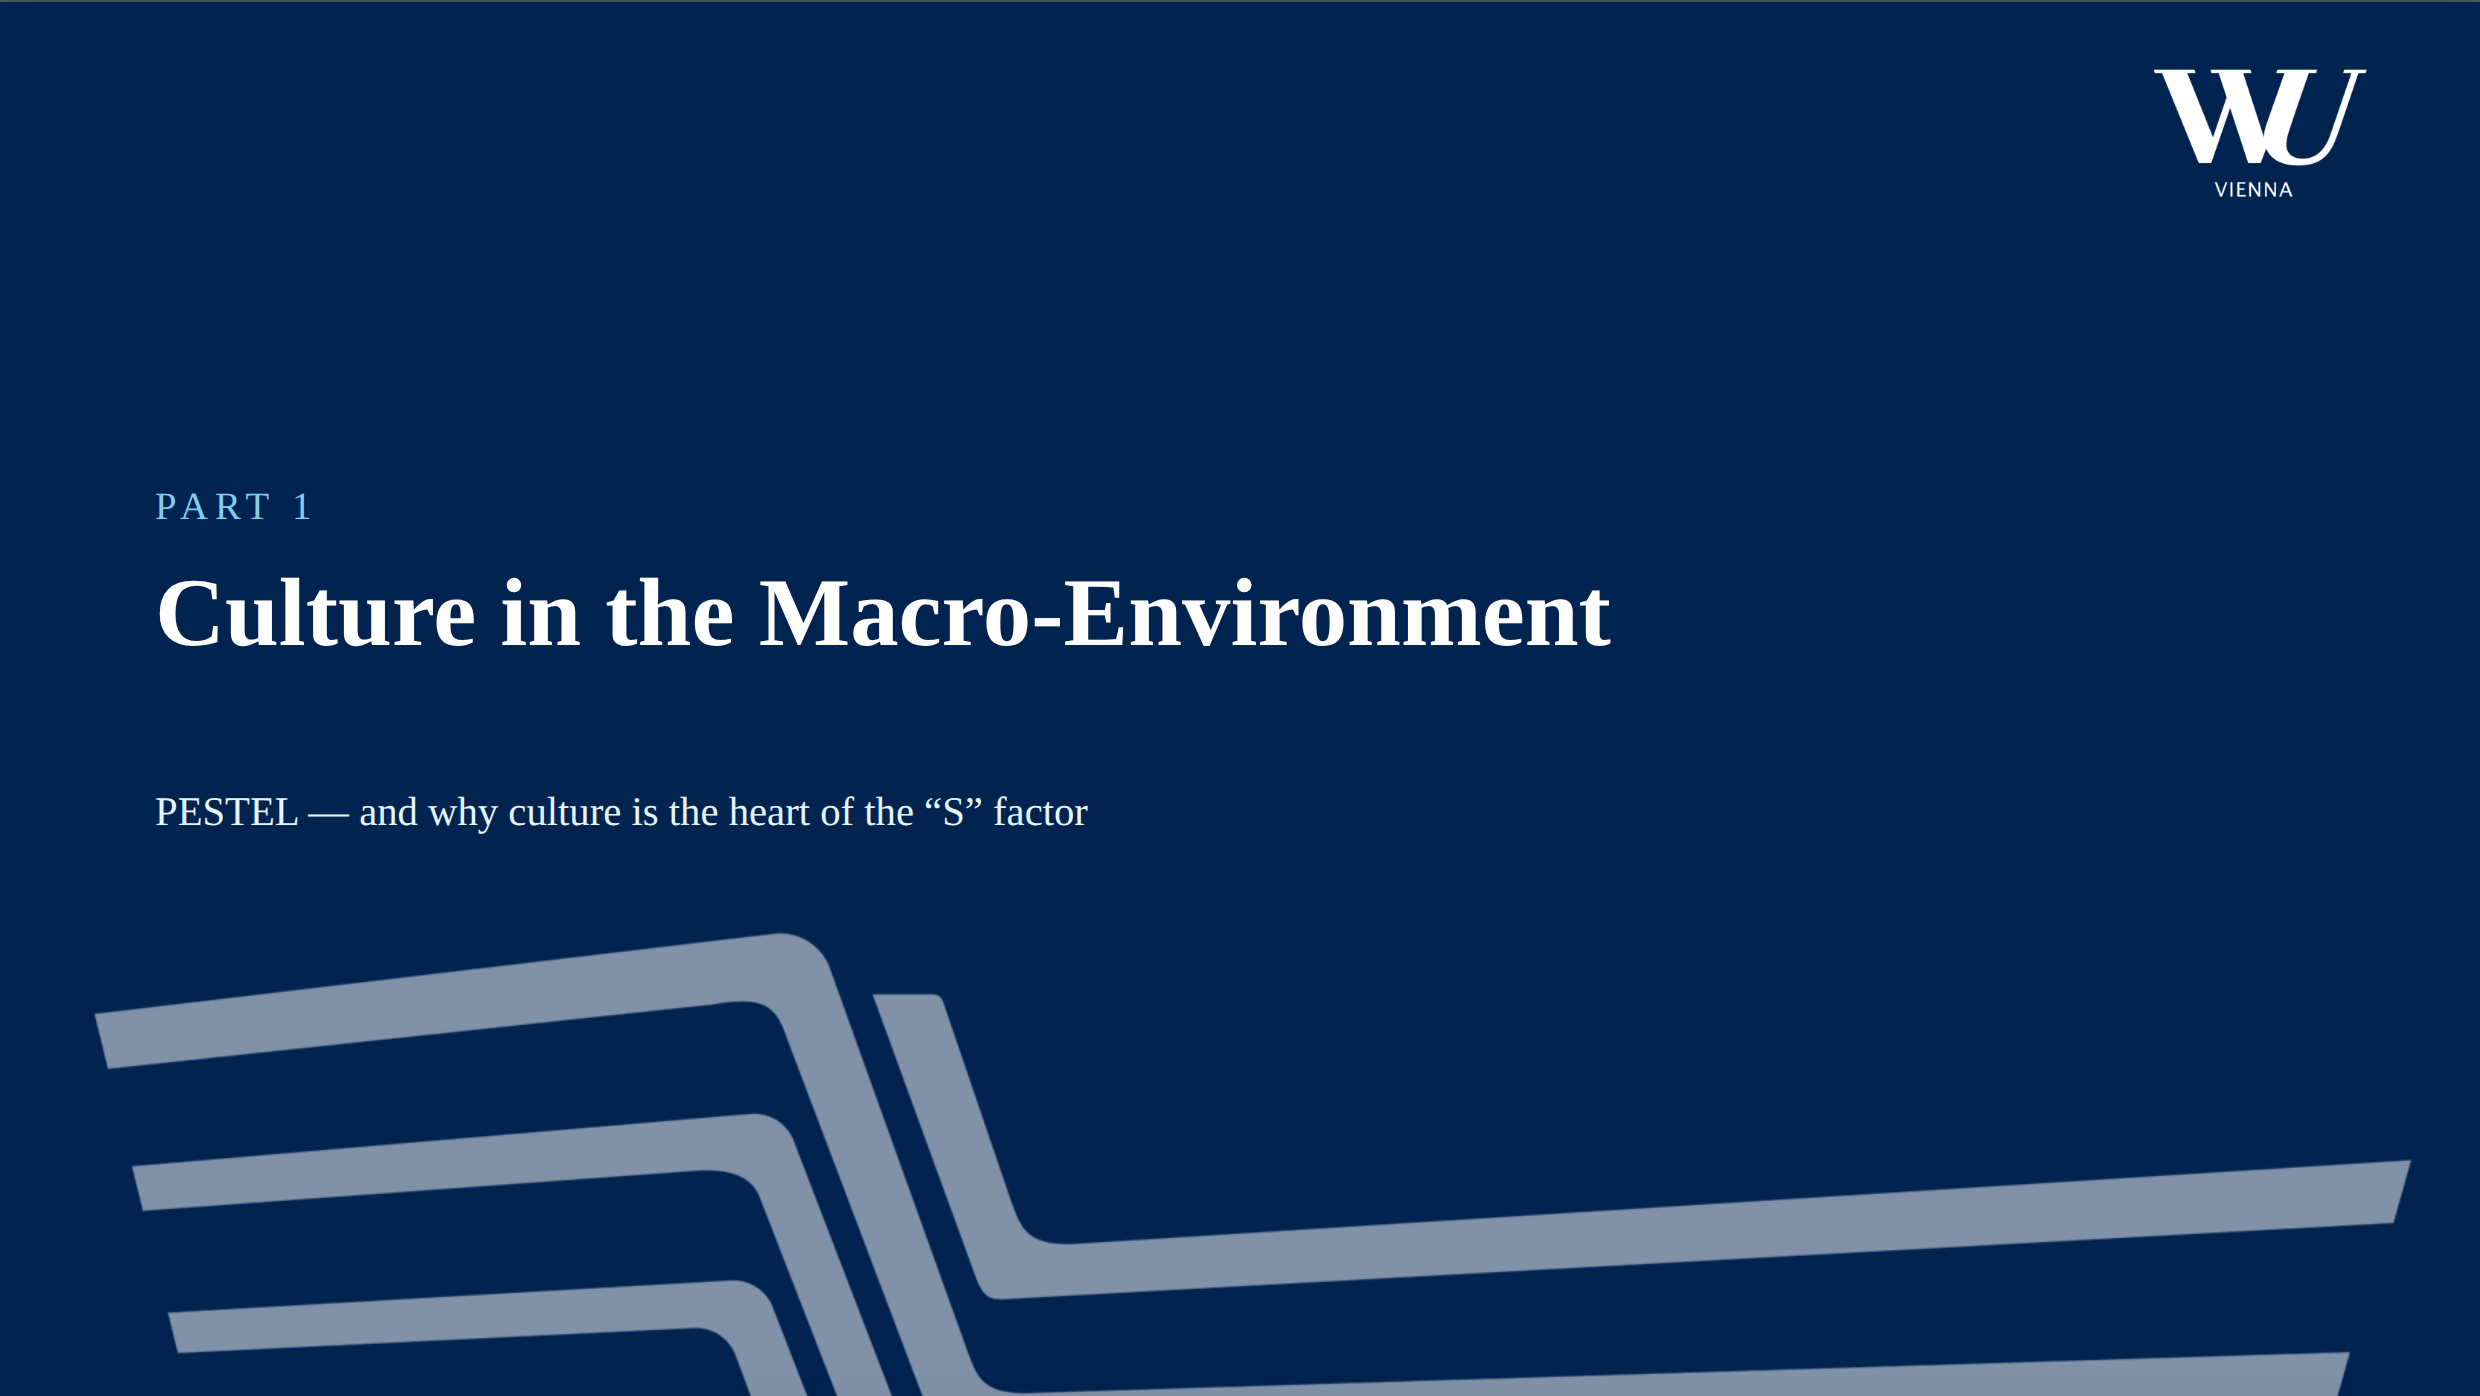 WU
VIENNA
PART 1
Culture in the Macro-Environment
PESTEL — and why culture is the heart of the “S” factor